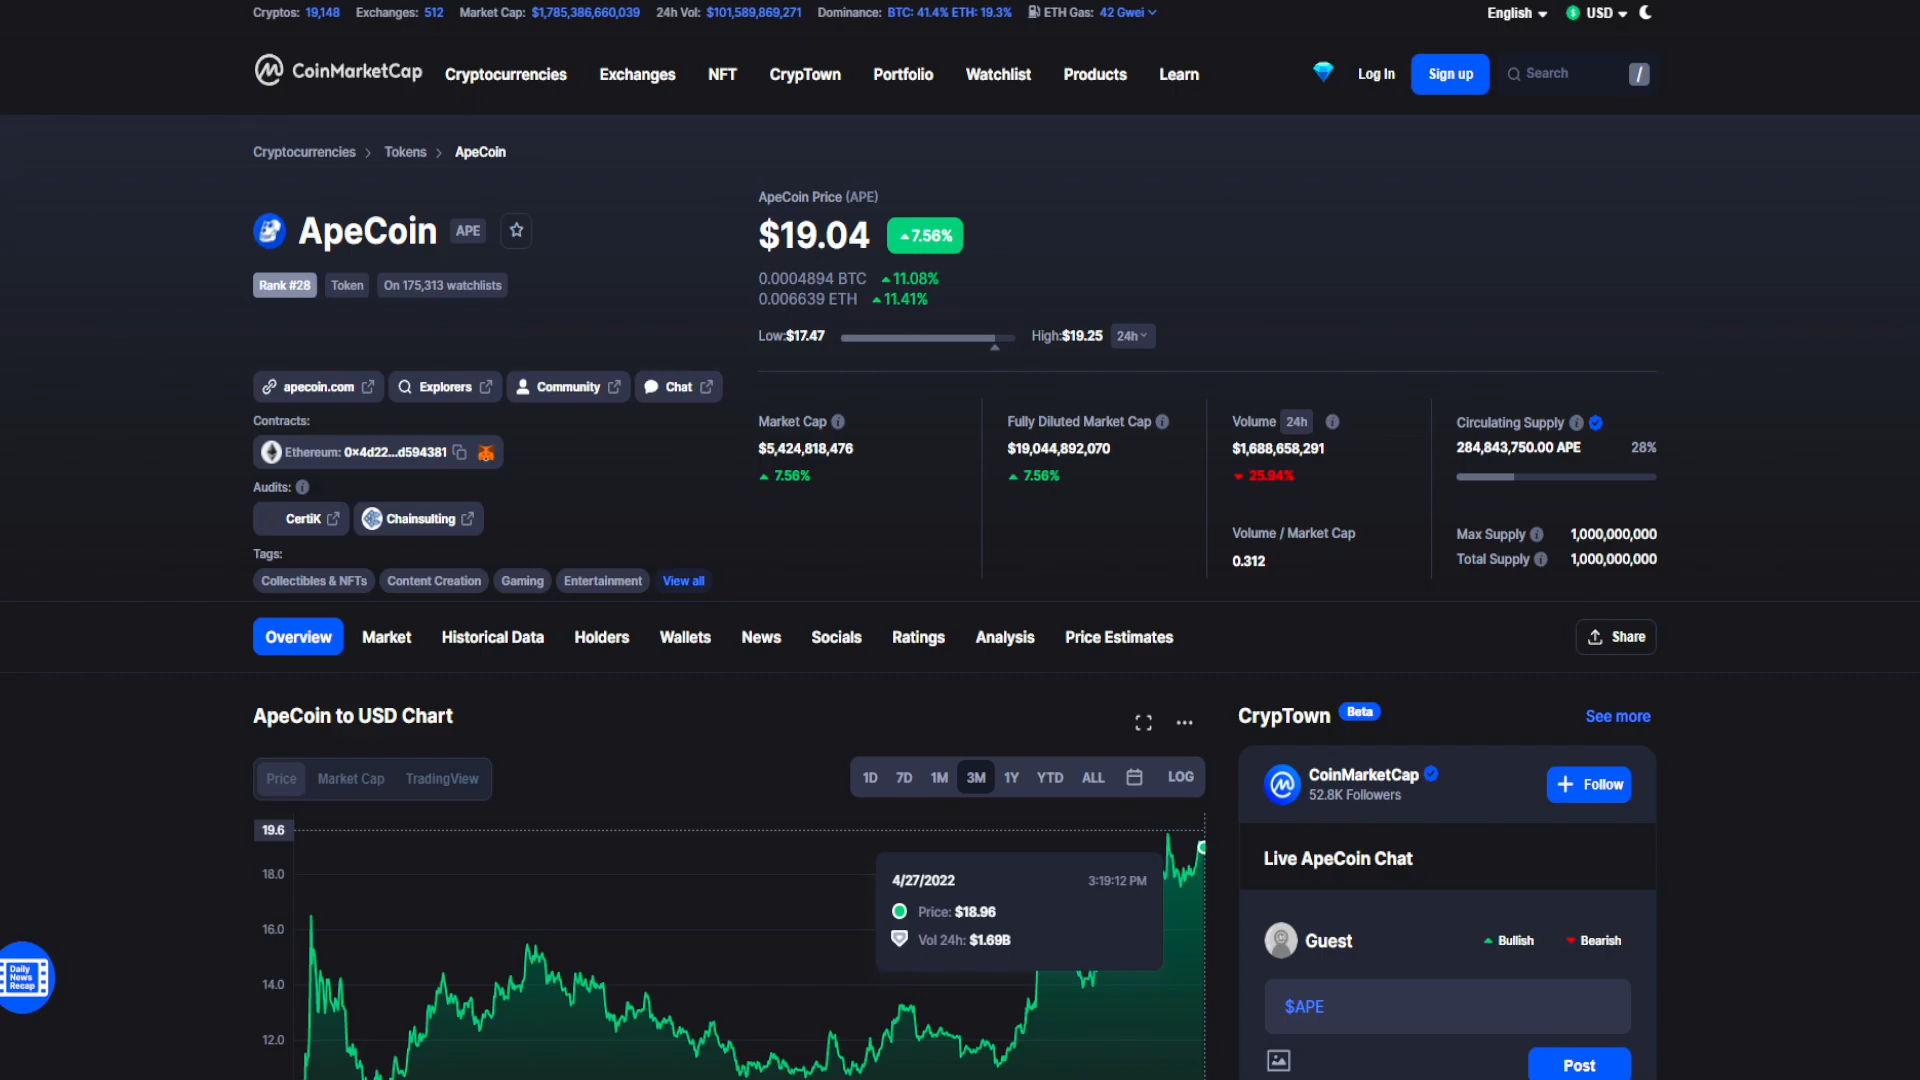 Cryptos: 19,148 Exchanges: 512 Market Cap: $1,785,386,660,039 24h Vol: $101,589,869,271 Dominance: BTC: 41.4% ETH: 19.3% ETH Gas: 42 Gwei English USD
CoinMarketCap Cryptocurrencies Exchanges NFT CrypTown Portfolio Watchlist Products Learn Log In Sign up Search /
Cryptocurrencies > Tokens > ApeCoin
ApeCoin APE
Rank #28 Token On 175,313 watchlists
apecoin.com Explorers Community Chat
Contracts:
Ethereum: 0x4d22...d594381
Audits:
CertiK Chainsulting
Tags:
Collectibles & NFTs Content Creation Gaming Entertainment View all
ApeCoin Price (APE)
$19.04 7.56%
0.0004894 BTC 11.08%
0.006639 ETH 11.41%
Low:$17.47 High:$19.25 24h
Market Cap
$5,424,818,476
7.56%
Fully Diluted Market Cap
$19,044,892,070
7.56%
Volume 24h
$1,688,658,291
25.94%
Volume / Market Cap
0.312
Circulating Supply
284,843,750.00 APE 28%
Max Supply 1,000,000,000
Total Supply 1,000,000,000
Overview Market Historical Data Holders Wallets News Socials Ratings Analysis Price Estimates Share
ApeCoin to USD Chart
Price Market Cap TradingView 1D 7D 1M 3M 1Y YTD ALL LOG
19.6
18.0
16.0
14.0
12.0
4/27/2022 3:19:12 PM
Price: $18.96
Vol 24h: $1.69B
CrypTown Beta See more
CoinMarketCap
52.8K Followers
Follow
Live ApeCoin Chat
Guest Bullish Bearish
$APE
Post
Daily
News
Recap